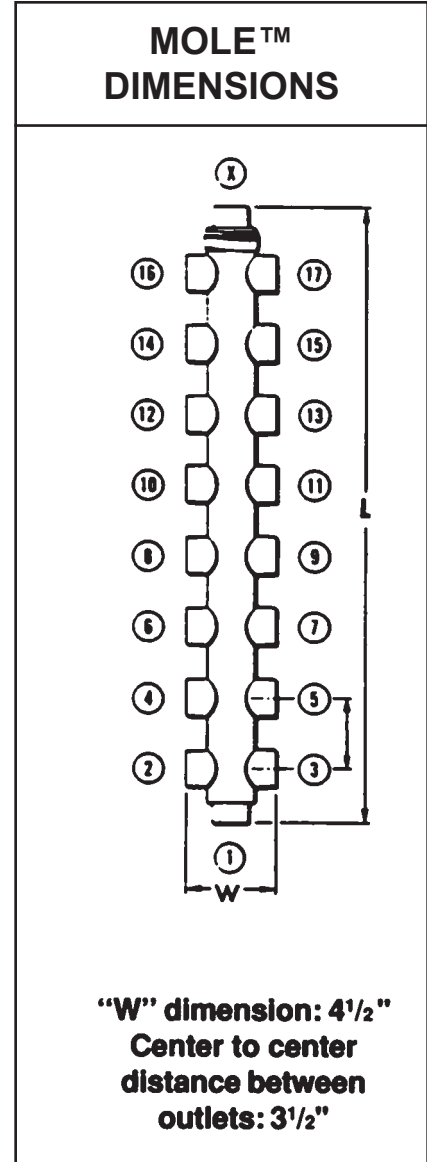 MOLE™
DIMENSIONS
X
16 17
14 15
12 13
10 11
L
8 9
6 7
4 5
2 3
1
W
“W” dimension: 4¹/₂"
Center to center
distance between
outlets: 3¹/₂"